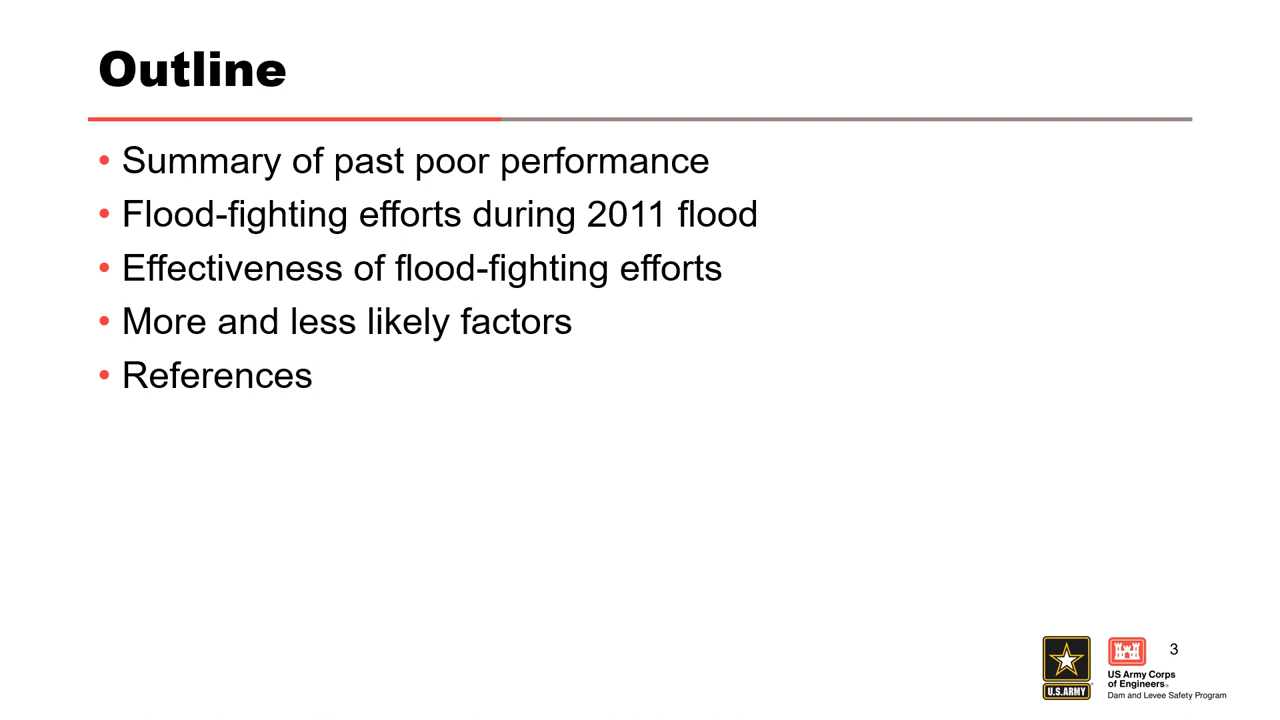 Outline
• Summary of past poor performance
• Flood-fighting efforts during 2011 flood
• Effectiveness of flood-fighting efforts
• More and less likely factors
• References
3
U.S.ARMY
US Army Corps
of Engineers®
Dam and Levee Safety Program